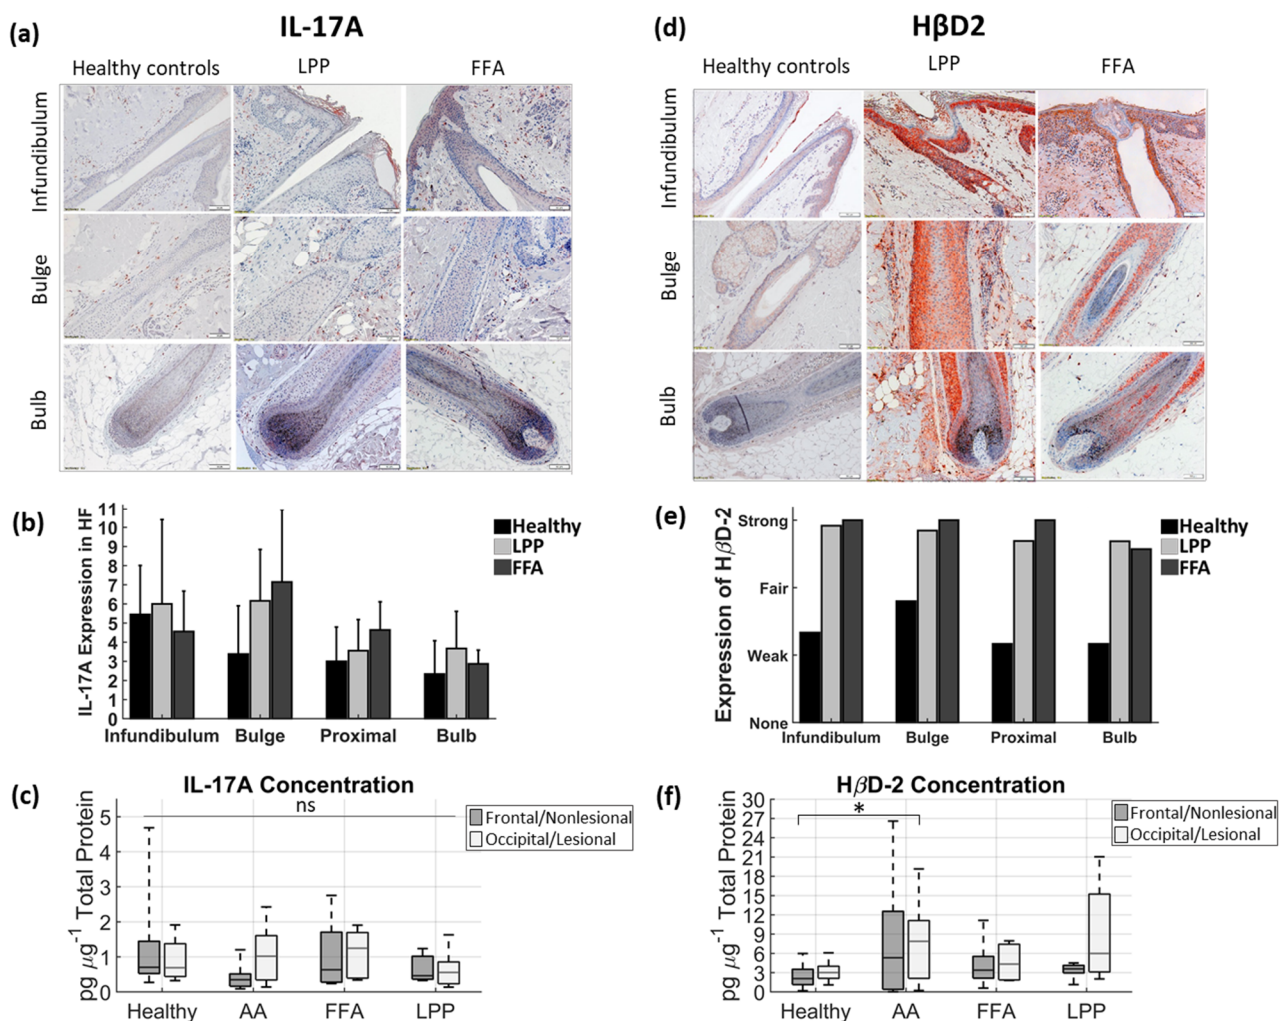 (a)
IL-17A
Healthy controls LPP FFA
Infundibulum
Bulge
Bulb
(d)
HβD2
Healthy controls LPP FFA
Infundibulum
Bulge
Bulb
(b)
IL-17A Expression in HF
11
10
9
8
7
6
5
4
3
2
1
0
Infundibulum Bulge Proximal Bulb
Healthy
LPP
FFA
(e)
Expression of HβD-2
Strong
Fair
Weak
None
Infundibulum Bulge Proximal Bulb
Healthy
LPP
FFA
(c)
IL-17A Concentration
ns
pg μg⁻¹ Total Protein
5
4
3
2
1
0
Healthy AA FFA LPP
Frontal/Nonlesional
Occipital/Lesional
(f)
HβD-2 Concentration
*
pg μg⁻¹ Total Protein
30
27
24
21
18
15
12
9
6
3
0
Healthy AA FFA LPP
Frontal/Nonlesional
Occipital/Lesional